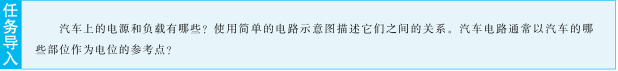 任务导入
汽车上的电源和负载有哪些？使用简单的电路示意图描述它们之间的关系。汽车电路通常以汽车的哪
些部位作为电位的参考点？